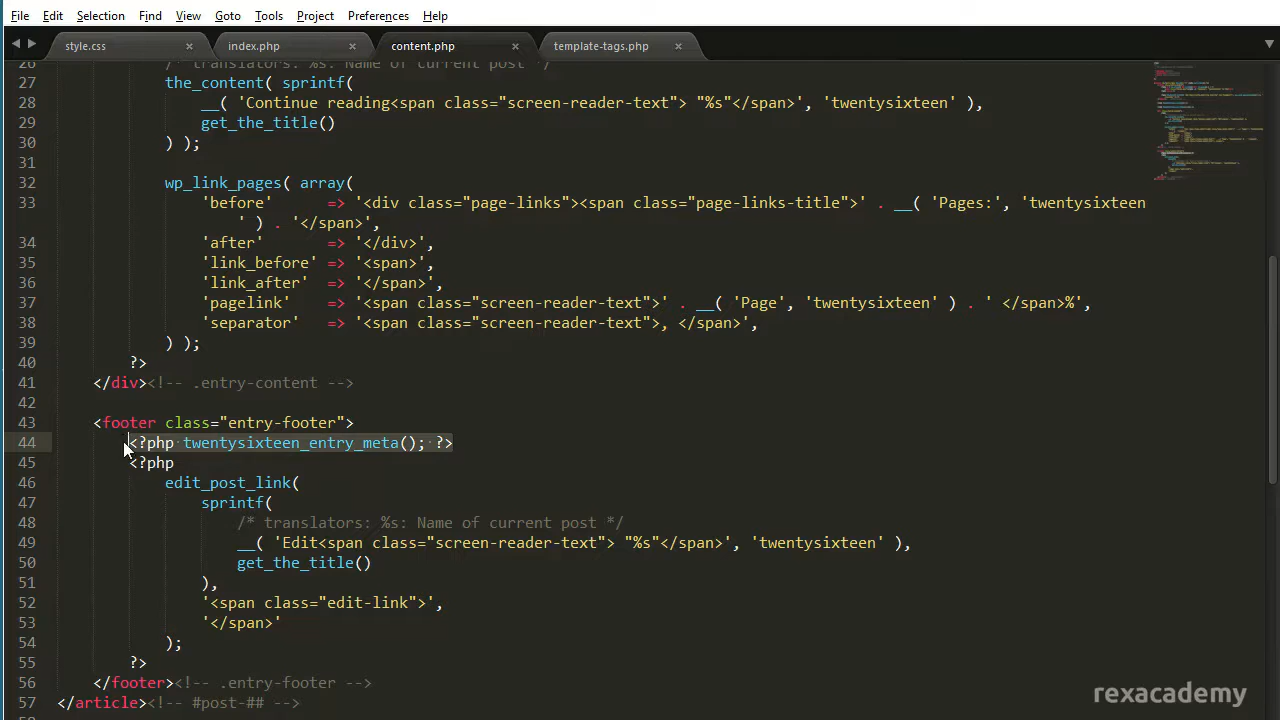 File Edit Selection Find View Goto Tools Project Preferences Help
style.css × index.php × content.php × template-tags.php ×
26 /* translators: %s: Name of current post */
27 the_content( sprintf(
28 __( 'Continue reading<span class="screen-reader-text"> "%s"</span>', 'twentysixteen' ),
29 get_the_title()
30 ) );
31
32 wp_link_pages( array(
33 'before' => '<div class="page-links"><span class="page-links-title">' . __( 'Pages:', 'twentysixteen
' ) . '</span>',
34 'after' => '</div>',
35 'link_before' => '<span>',
36 'link_after' => '</span>',
37 'pagelink' => '<span class="screen-reader-text">' . __( 'Page', 'twentysixteen' ) . ' </span>%',
38 'separator' => '<span class="screen-reader-text">, </span>',
39 ) );
40 ?>
41 </div><!-- .entry-content -->
42
43 <footer class="entry-footer">
44 <?php twentysixteen_entry_meta(); ?>
45 <?php
46 edit_post_link(
47 sprintf(
48 /* translators: %s: Name of current post */
49 __( 'Edit<span class="screen-reader-text"> "%s"</span>', 'twentysixteen' ),
50 get_the_title()
51 ),
52 '<span class="edit-link">',
53 '</span>'
54 );
55 ?>
56 </footer><!-- .entry-footer -->
57 </article><!-- #post-## -->
rexacademy